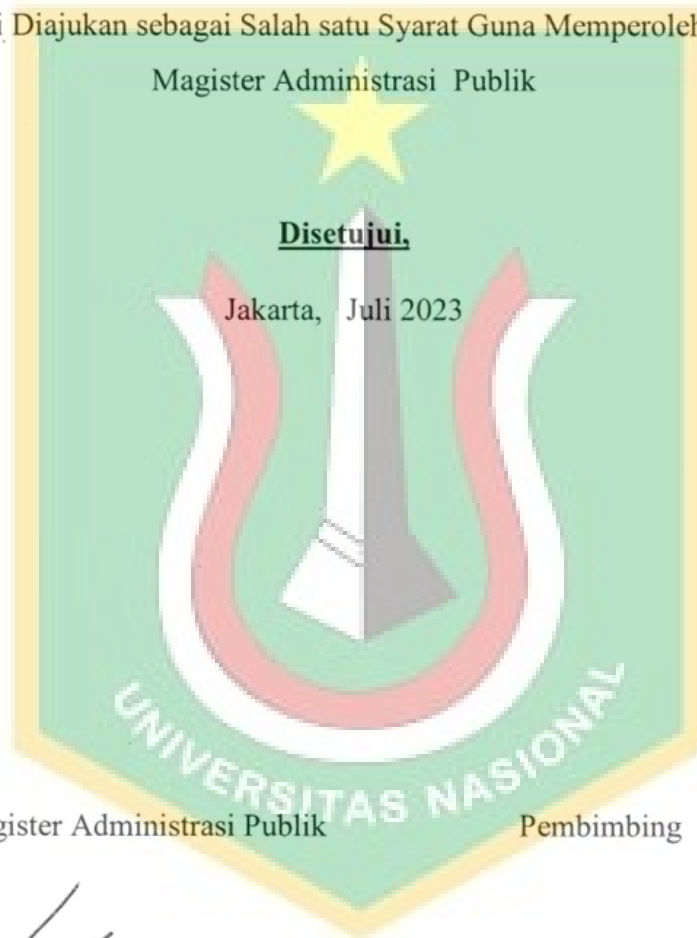 i Diajukan sebagai Salah satu Syarat Guna Memperoleh
Magister Administrasi Publik
Disetujui,
Jakarta, Juli 2023
UNIVERSITAS NASIONAL
gister Administrasi Publik Pembimbing